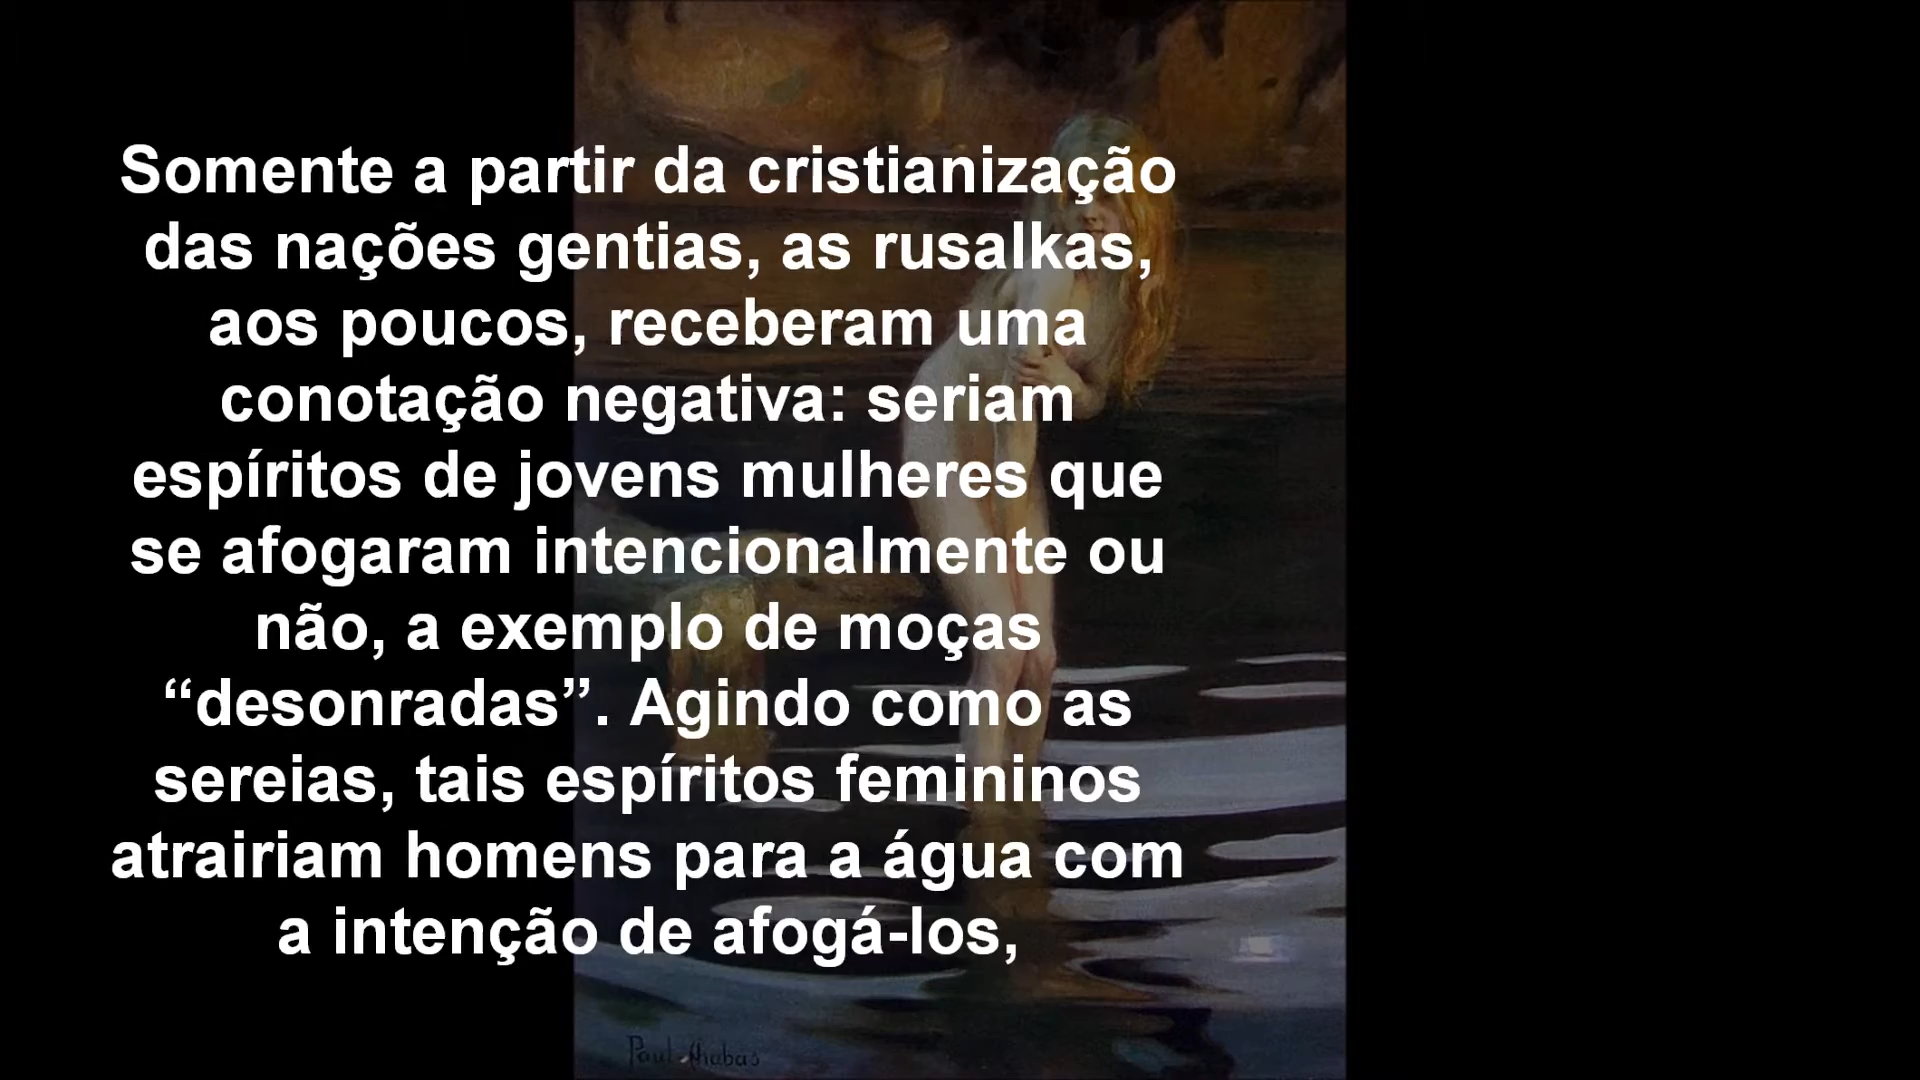 Somente a partir da cristianização
das nações gentias, as rusalkas,
aos poucos, receberam uma
conotação negativa: seriam
espíritos de jovens mulheres que
se afogaram intencionalmente ou
não, a exemplo de moças
“desonradas”. Agindo como as
sereias, tais espíritos femininos
atrairiam homens para a água com
a intenção de afogá-los,
Paul Chabas